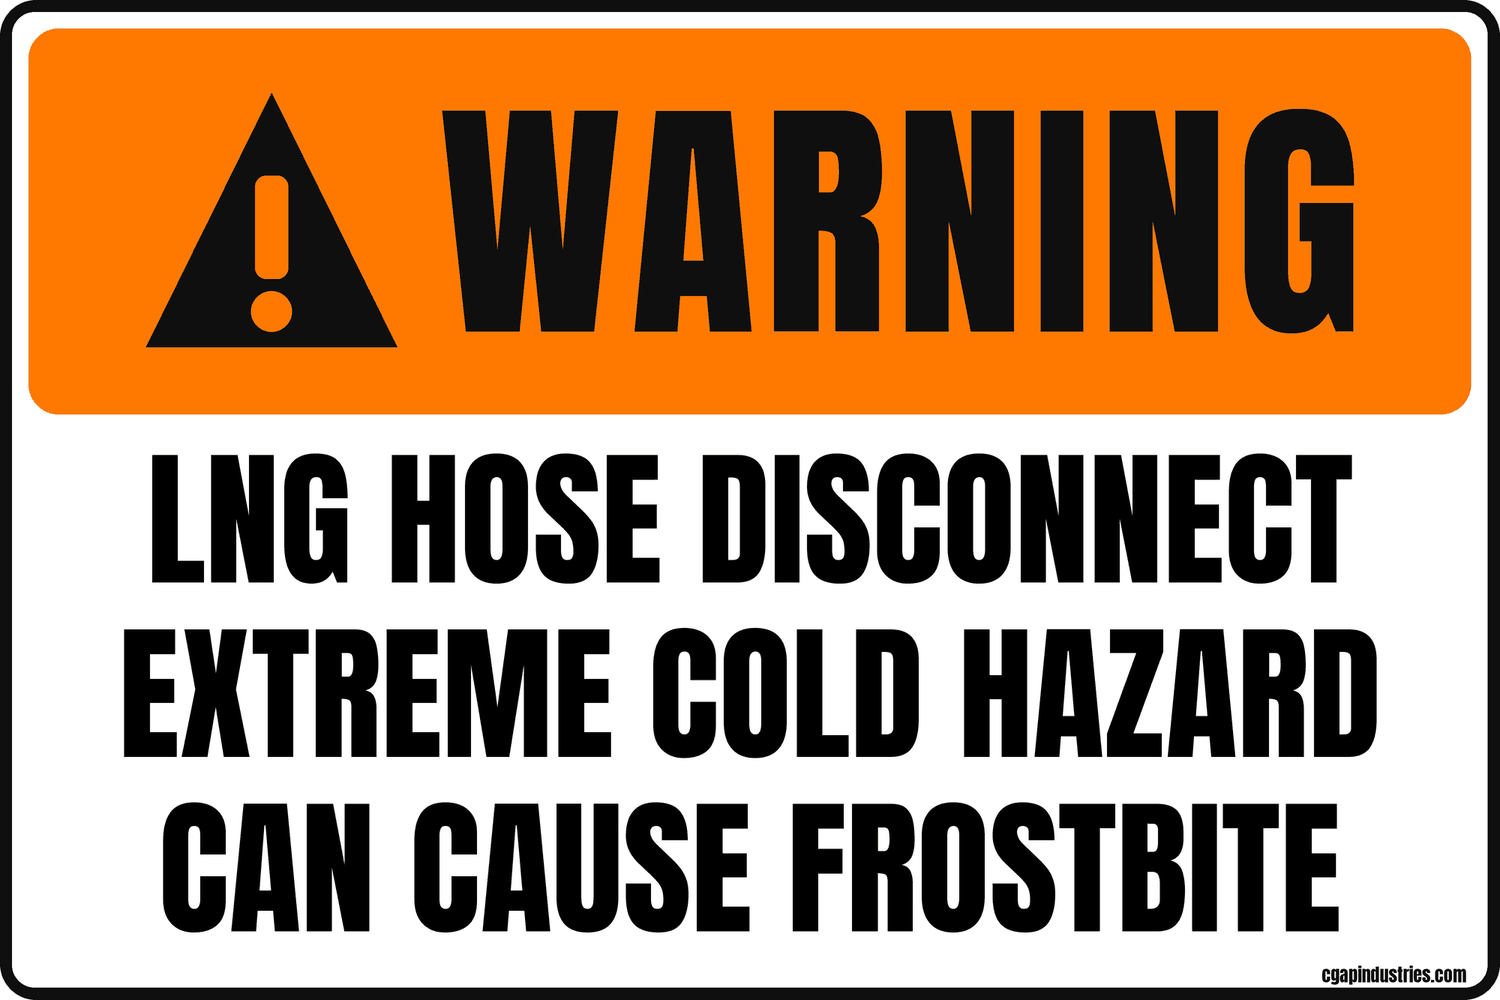 WARNING
LNG HOSE DISCONNECT
EXTREME COLD HAZARD
CAN CAUSE FROSTBITE
cgapindustries.com